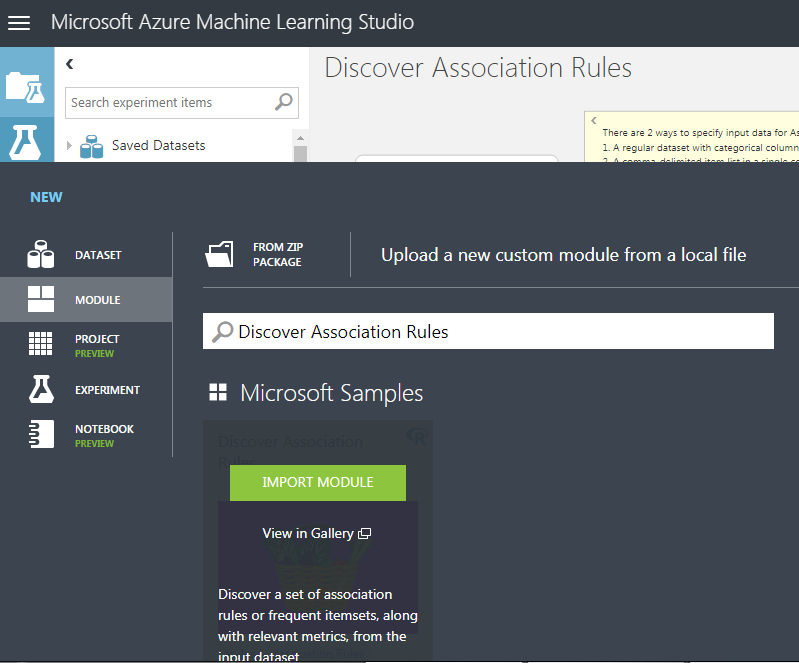 Microsoft Azure Machine Learning Studio
Search experiment items
Saved Datasets
Discover Association Rules
There are 2 ways to specify input data for As
1. A regular dataset with categorical column
2. A comma-delimited item list in a single co
NEW
DATASET
MODULE
PROJECT
PREVIEW
EXPERIMENT
NOTEBOOK
PREVIEW
FROM ZIP
PACKAGE
Upload a new custom module from a local file
Discover Association Rules
Microsoft Samples
Discover Association
Rules
IMPORT MODULE
View in Gallery
Discover a set of association
rules or frequent itemsets, along
with relevant metrics, from the
input dataset